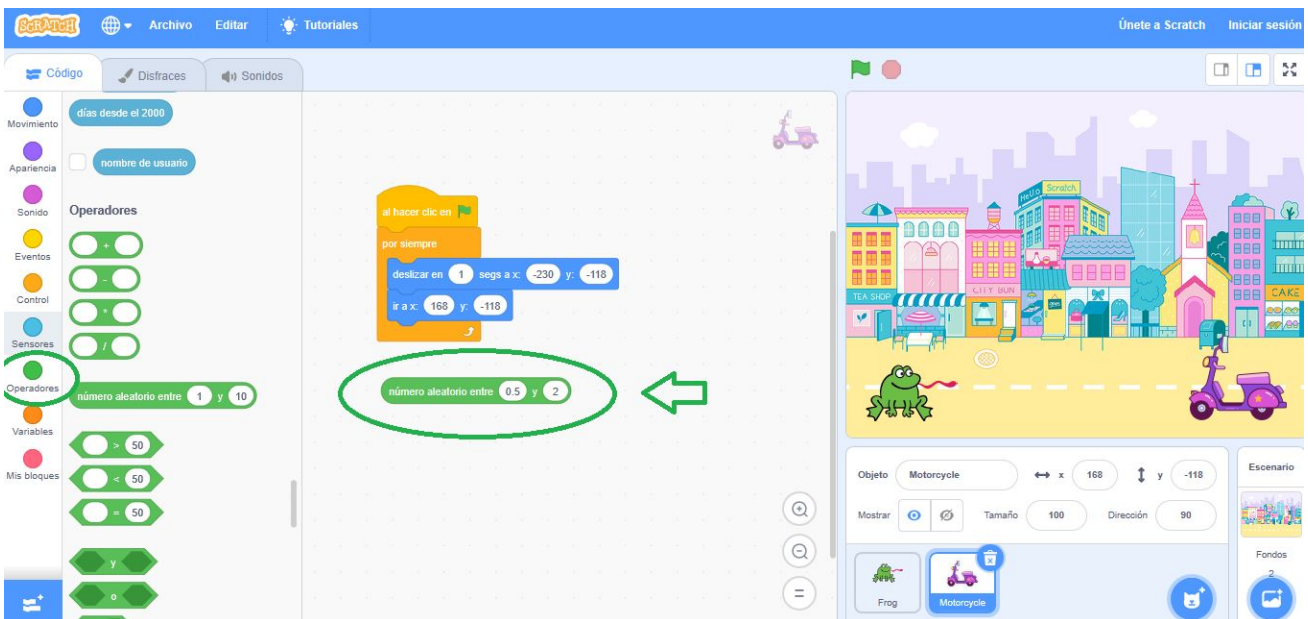 SCRATCH Archivo Editar Tutoriales Únete a Scratch Iniciar sesión
Código Disfraces Sonidos
Movimiento
Apariencia
Sonido
Eventos
Control
Sensores
Operadores
Variables
Mis bloques
días desde el 2000
nombre de usuario
Operadores
+
-
*
/
número aleatorio entre 1 y 10
> 50
< 50
= 50
y
o
al hacer clic en
por siempre
deslizar en 1 segs a x: -230 y: -118
ir a x: 168 y: -118
número aleatorio entre 0.5 y 2
Hello Scratch
TEA SHOP
CITY BUN
CAKE
Objeto Motorcycle x 168 y -118
Mostrar Tamaño 100 Dirección 90
Frog
Motorcycle
Escenario
Fondos
2